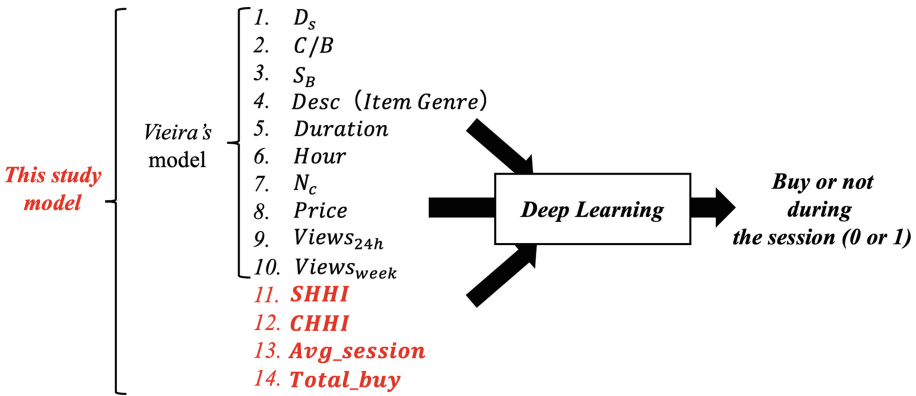 This study
model
Vieira's
model
1. D_s
2. C/B
3. S_B
4. Desc（Item Genre）
5. Duration
6. Hour
7. N_c
8. Price
9. Views_24h
10. Views_week
11. SHHI
12. CHHI
13. Avg_session
14. Total_buy
Deep Learning
Buy or not
during
the session (0 or 1)